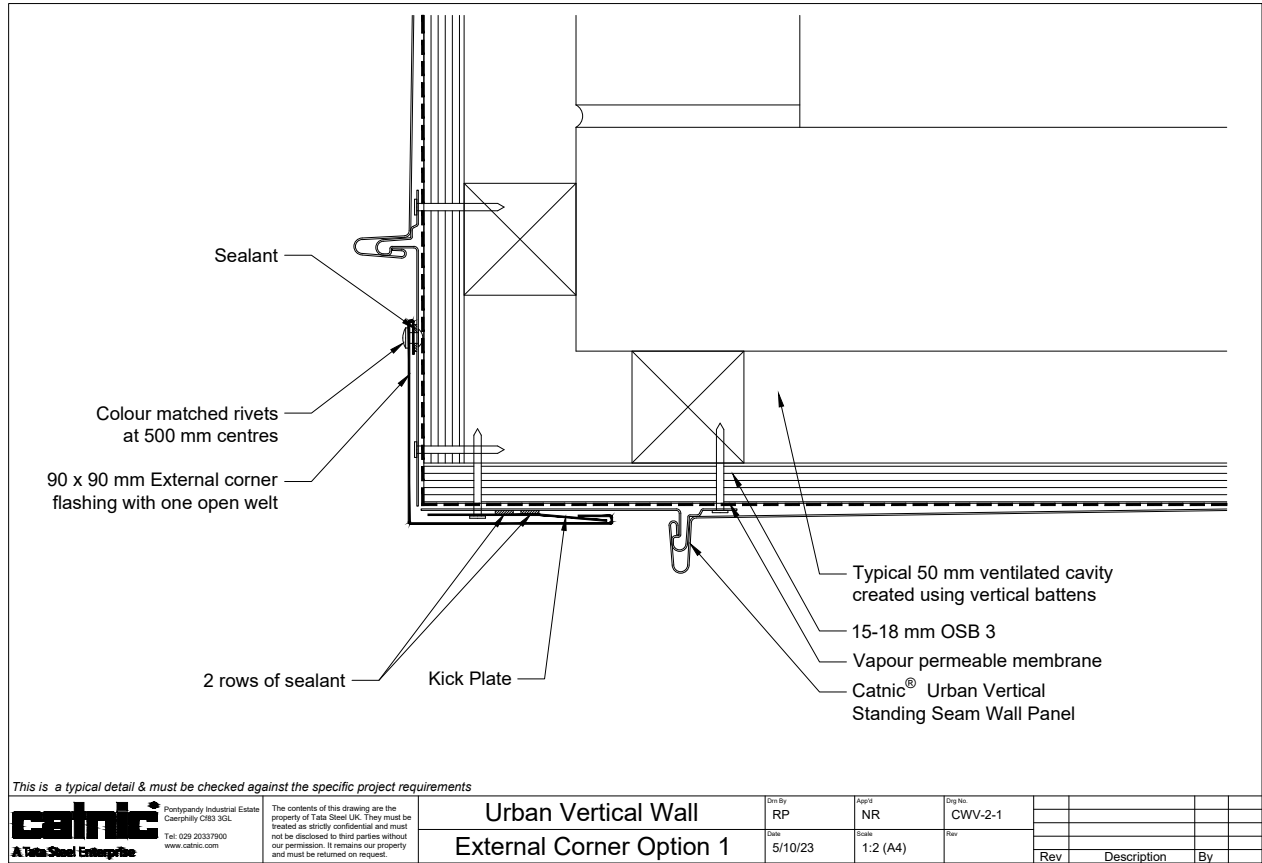 Sealant
Colour matched rivets
at 500 mm centres
90 x 90 mm External corner
flashing with one open welt
2 rows of sealant
Kick Plate
Typical 50 mm ventilated cavity
created using vertical battens
15-18 mm OSB 3
Vapour permeable membrane
Catnic® Urban Vertical
Standing Seam Wall Panel
This is a typical detail & must be checked against the specific project requirements
catnic
A Tata Steel Enterprise
Pontypandy Industrial Estate
Caerphilly Cf83 3GL
Tel: 029 20337900
www.catnic.com
The contents of this drawing are the
property of Tata Steel UK. They must be
treated as strictly confidential and must
not be disclosed to third parties without
our permission. It remains our property
and must be returned on request.
Urban Vertical Wall
External Corner Option 1
Drn By
RP
App'd
NR
Drg No.
CWV-2-1
Date
5/10/23
Scale
1:2 (A4)
Rev
Rev Description By